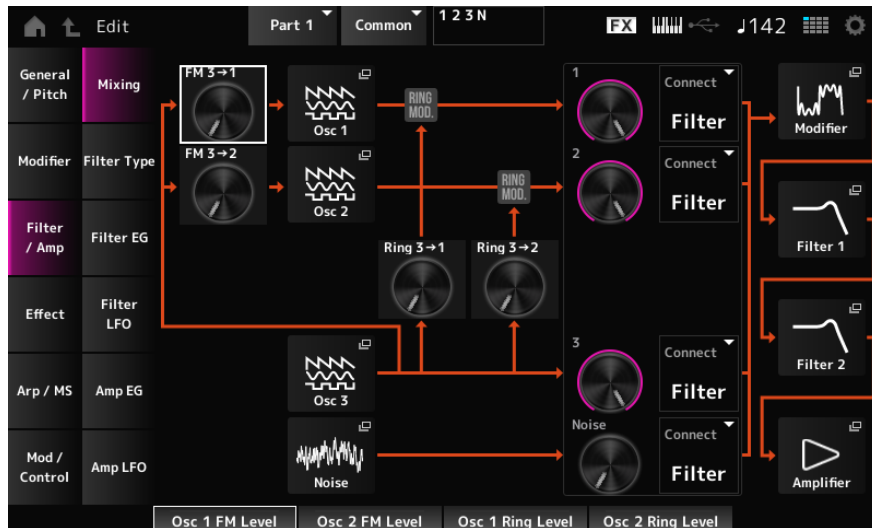 Edit
Part 1
Common
1 2 3 N
FX
♩142
General
/ Pitch
Modifier
Filter
/ Amp
Effect
Arp / MS
Mod /
Control
Mixing
Filter Type
Filter EG
Filter
LFO
Amp EG
Amp LFO
FM 3→1
Osc 1
RING
MOD.
1
Connect
Filter
Modifier
FM 3→2
Osc 2
RING
MOD.
2
Connect
Filter
Filter 1
Ring 3→1
Ring 3→2
Osc 3
3
Connect
Filter
Filter 2
Noise
Noise
Connect
Filter
Amplifier
Osc 1 FM Level
Osc 2 FM Level
Osc 1 Ring Level
Osc 2 Ring Level